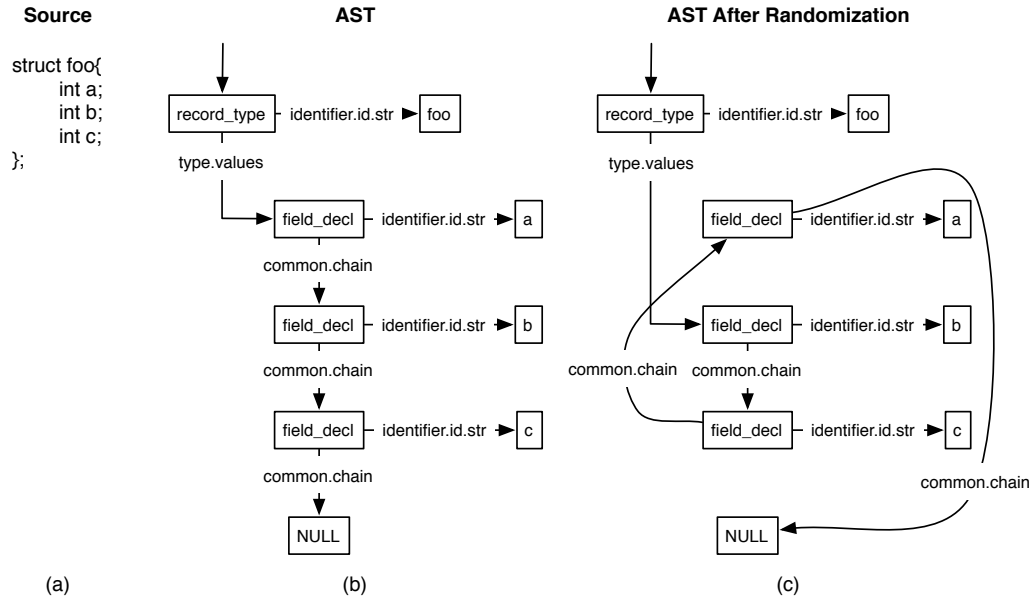 Source
AST
AST After Randomization
struct foo{
int a;
int b;
int c;
};
record_type
identifier.id.str
foo
type.values
field_decl
identifier.id.str
a
common.chain
field_decl
identifier.id.str
b
common.chain
field_decl
identifier.id.str
c
common.chain
NULL
record_type
identifier.id.str
foo
type.values
field_decl
identifier.id.str
a
field_decl
identifier.id.str
b
common.chain
common.chain
field_decl
identifier.id.str
c
common.chain
NULL
(a)
(b)
(c)